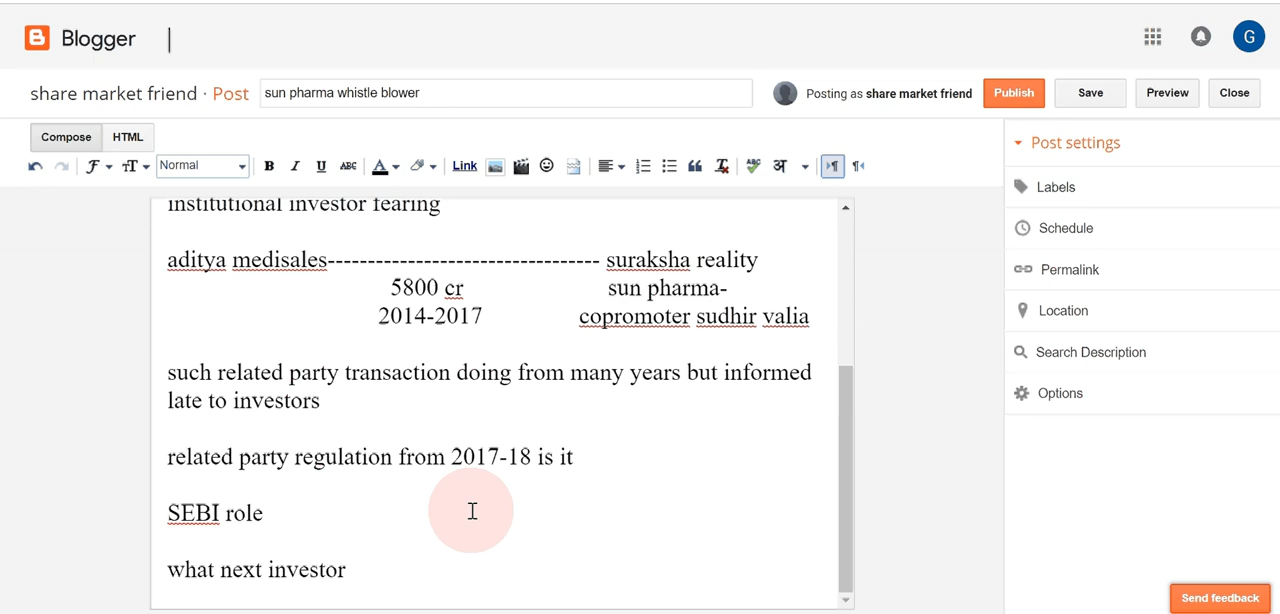 Blogger
G
share market friend · Post
sun pharma whistle blower
Posting as share market friend
Publish
Save
Preview
Close
Compose
HTML
Normal
B I U ABC A Link ABC अ
Post settings
Labels
Schedule
Permalink
Location
Search Description
Options
institutional investor fearing
aditya medisales---------------------------------- suraksha reality
5800 cr sun pharma-
2014-2017 copromoter sudhir valia
such related party transaction doing from many years but informed
late to investors
related party regulation from 2017-18 is it
SEBI role
what next investor
Send feedback